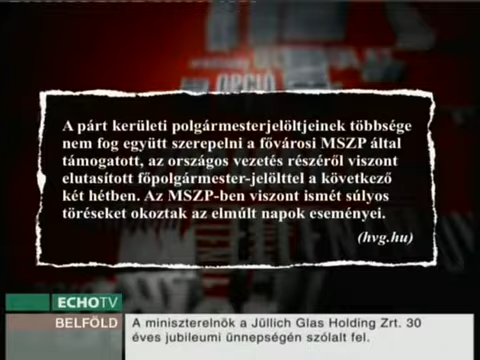 OPCIÓ
A párt kerületi polgármesterjelöltjeinek többsége
nem fog együtt szerepelni a fővárosi MSZP által
támogatott, az országos vezetés részéről viszont
elutasított főpolgármester-jelölttel a következő
két hétben. Az MSZP-ben viszont ismét súlyos
töréseket okoztak az elmúlt napok eseményei.
(hvg.hu)
ECHOTV
BELFÖLD
A miniszterelnök a Jüllich Glas Holding Zrt. 30
éves jubileumi ünnepségén szólalt fel.